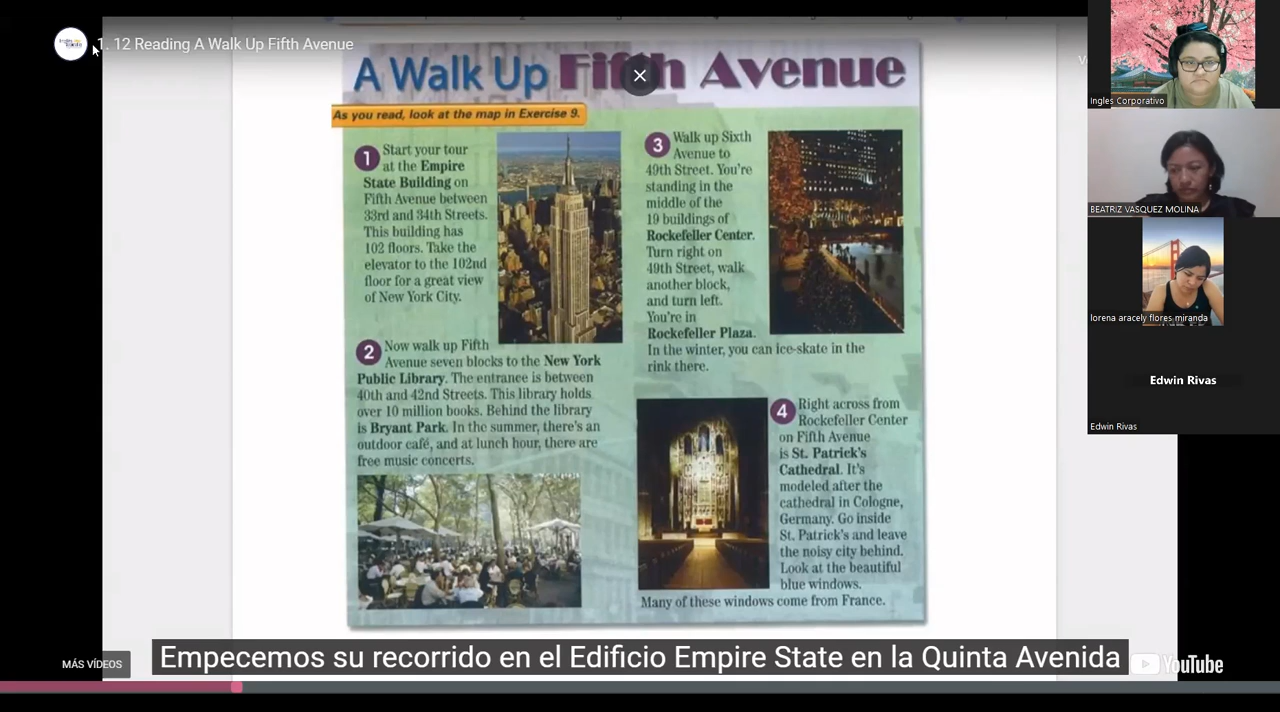 1. 12 Reading A Walk Up Fifth Avenue
A Walk Up Fifth Avenue
As you read, look at the map in Exercise 9.
1 Start your tour
at the Empire
State Building on
Fifth Avenue between
33rd and 34th Streets.
This building has
102 floors. Take the
elevator to the 102nd
floor for a great view
of New York City.
2 Now walk up Fifth
Avenue seven blocks to the New York
Public Library. The entrance is between
40th and 42nd Streets. This library holds
over 10 million books. Behind the library
is Bryant Park. In the summer, there's an
outdoor café, and at lunch hour, there are
free music concerts.
3 Walk up Sixth
Avenue to
49th Street. You're
standing in the
middle of the
19 buildings of
Rockefeller Center.
Turn right on
49th Street, walk
another block,
and turn left.
You're in
Rockefeller Plaza.
In the winter, you can ice-skate in the
rink there.
4 Right across from
Rockefeller Center
on Fifth Avenue
is St. Patrick's
Cathedral. It's
modeled after the
cathedral in Cologne,
Germany. Go inside
St. Patrick's and leave
the noisy city behind.
Look at the beautiful
blue windows.
Many of these windows come from France.
Empecemos su recorrido en el Edificio Empire State en la Quinta Avenida
MÁS VÍDEOS
YouTube
Ingles Corporativo
BEATRIZ VASQUEZ MOLINA
lorena aracely flores miranda
Edwin Rivas
Edwin Rivas